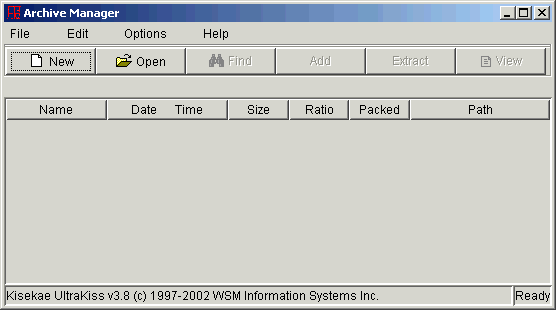 Archive Manager
File Edit Options Help
New Open Find Add Extract View
Name Date Time Size Ratio Packed Path
Kisekae UltraKiss v3.8 (c) 1997-2002 WSM Information Systems Inc. Ready